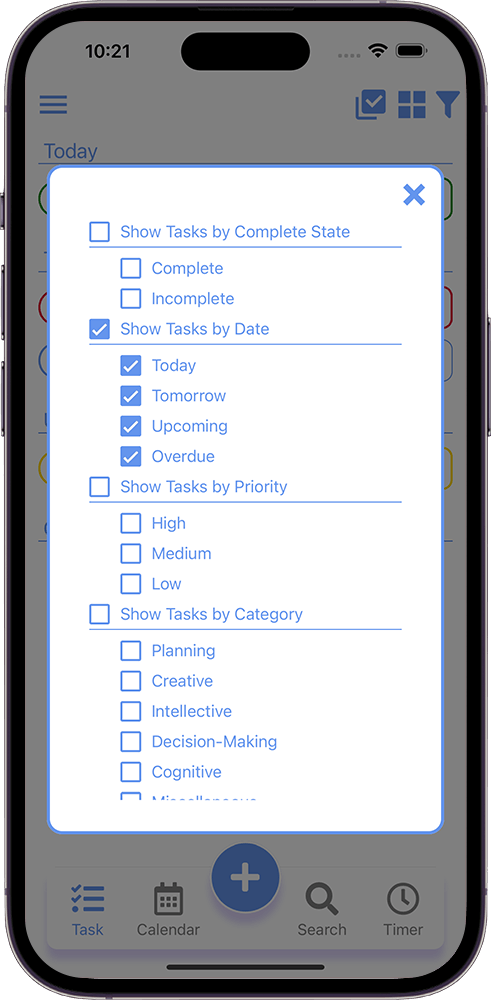 10:21
Today
Show Tasks by Complete State
Complete
Incomplete
Show Tasks by Date
Today
Tomorrow
Upcoming
Overdue
Show Tasks by Priority
High
Medium
Low
Show Tasks by Category
Planning
Creative
Intellective
Decision-Making
Cognitive
Miscellaneous
Task
Calendar
Search
Timer